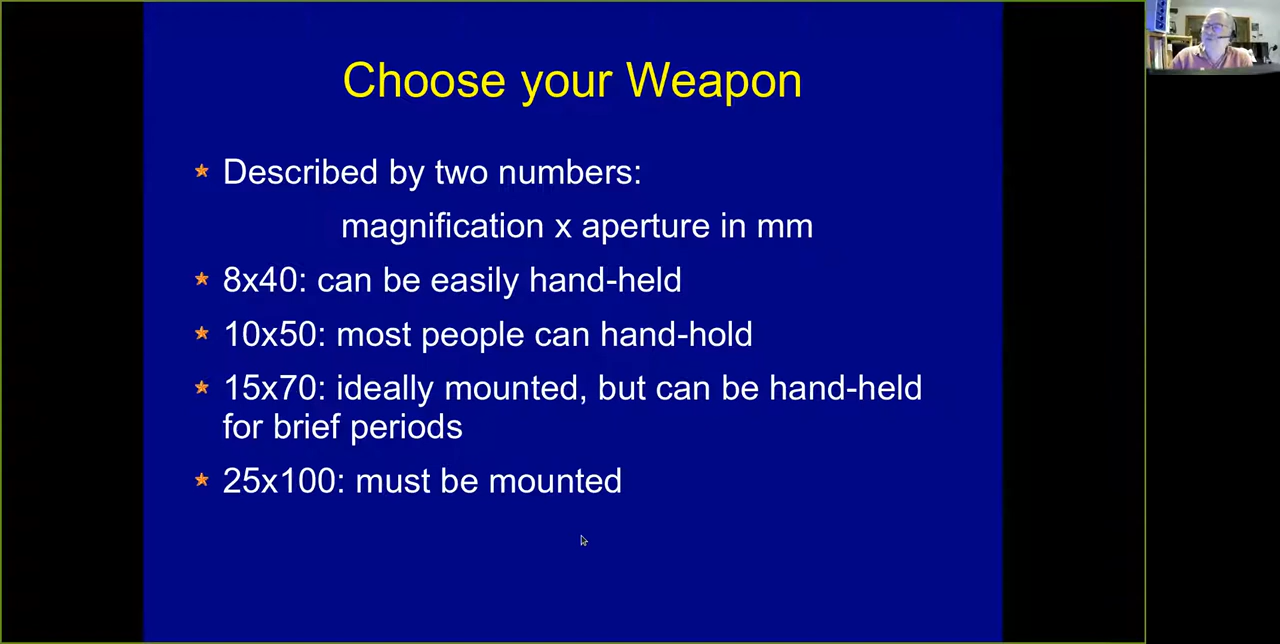 Choose your Weapon
Described by two numbers:
magnification x aperture in mm
8x40: can be easily hand-held
10x50: most people can hand-hold
15x70: ideally mounted, but can be hand-held
for brief periods
25x100: must be mounted